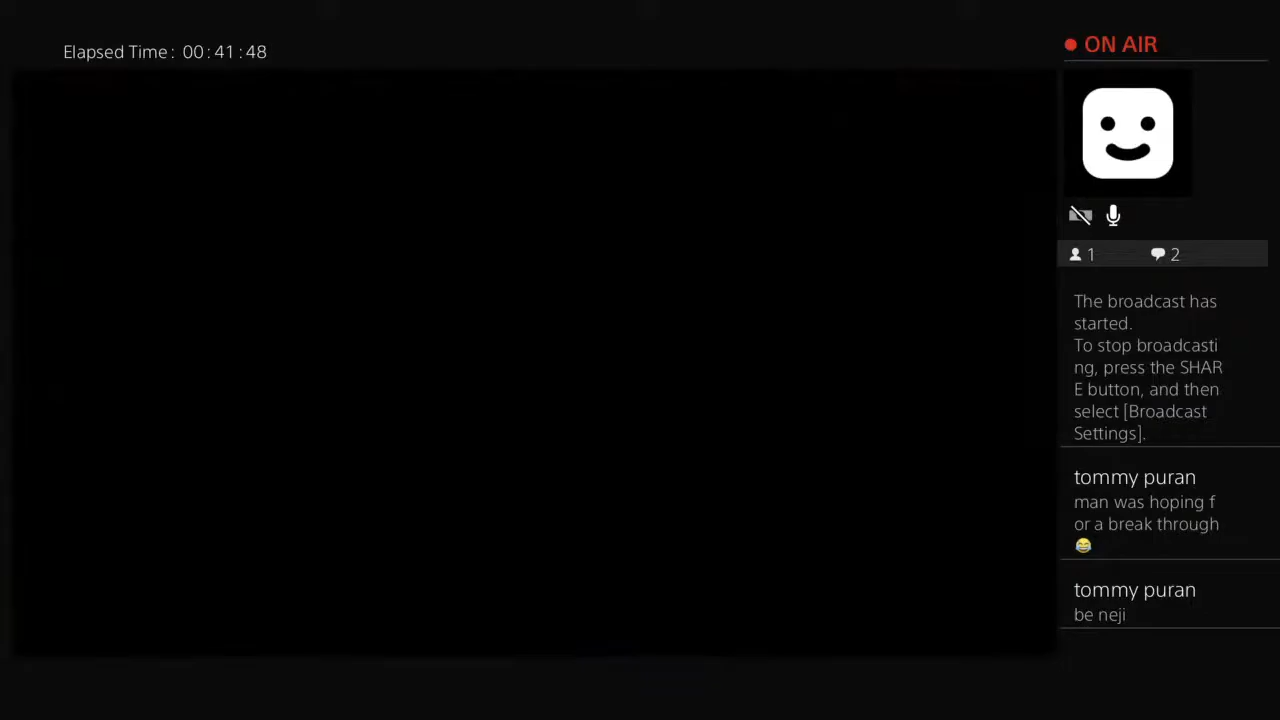 Elapsed Time: 00:41:48
ON AIR
1 2
The broadcast has
started.
To stop broadcasti
ng, press the SHAR
E button, and then
select [Broadcast
Settings].
tommy puran
man was hoping f
or a break through
😂
tommy puran
be neji